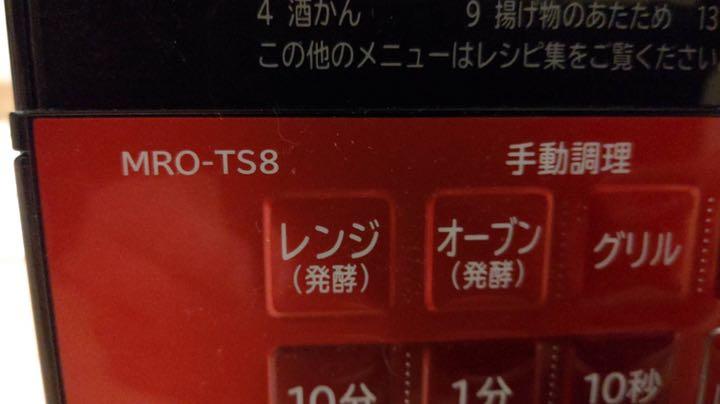 4 酒かん 9 揚げ物のあたため 13
この他のメニューはレシピ集をご覧ください
MRO-TS8 手動調理
レンジ オーブン グリル
(発酵) (発酵)
10分 1分 10秒